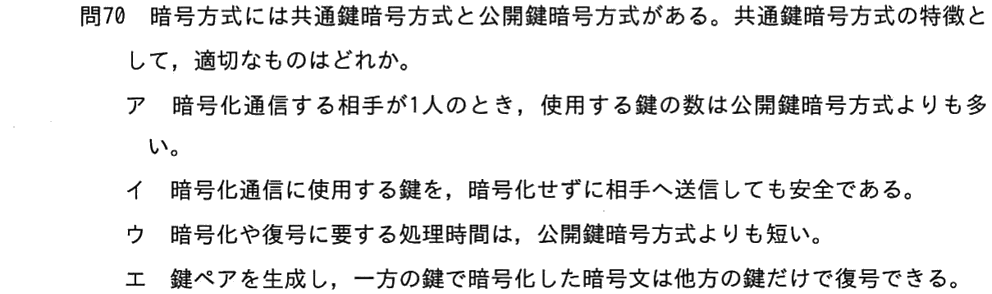 問70 暗号方式には共通鍵暗号方式と公開鍵暗号方式がある。共通鍵暗号方式の特徴と
して，適切なものはどれか。
ア 暗号化通信する相手が1人のとき，使用する鍵の数は公開鍵暗号方式よりも多
い。
イ 暗号化通信に使用する鍵を，暗号化せずに相手へ送信しても安全である。
ウ 暗号化や復号に要する処理時間は，公開鍵暗号方式よりも短い。
エ 鍵ペアを生成し，一方の鍵で暗号化した暗号文は他方の鍵だけで復号できる。